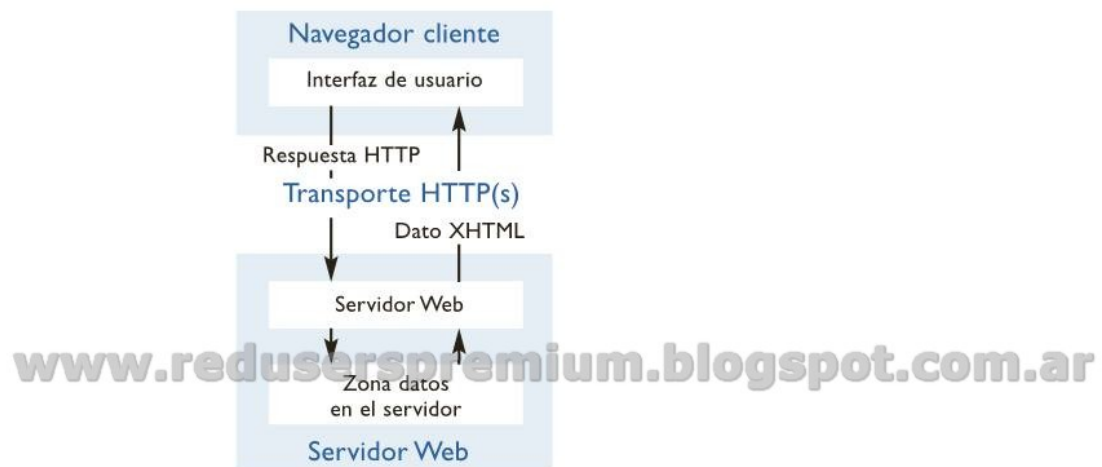 Navegador cliente
Interfaz de usuario
Respuesta HTTP
Transporte HTTP(s)
Dato XHTML
Servidor Web
www.reduserspremium.blogspot.com.ar
Zona datos
en el servidor
Servidor Web